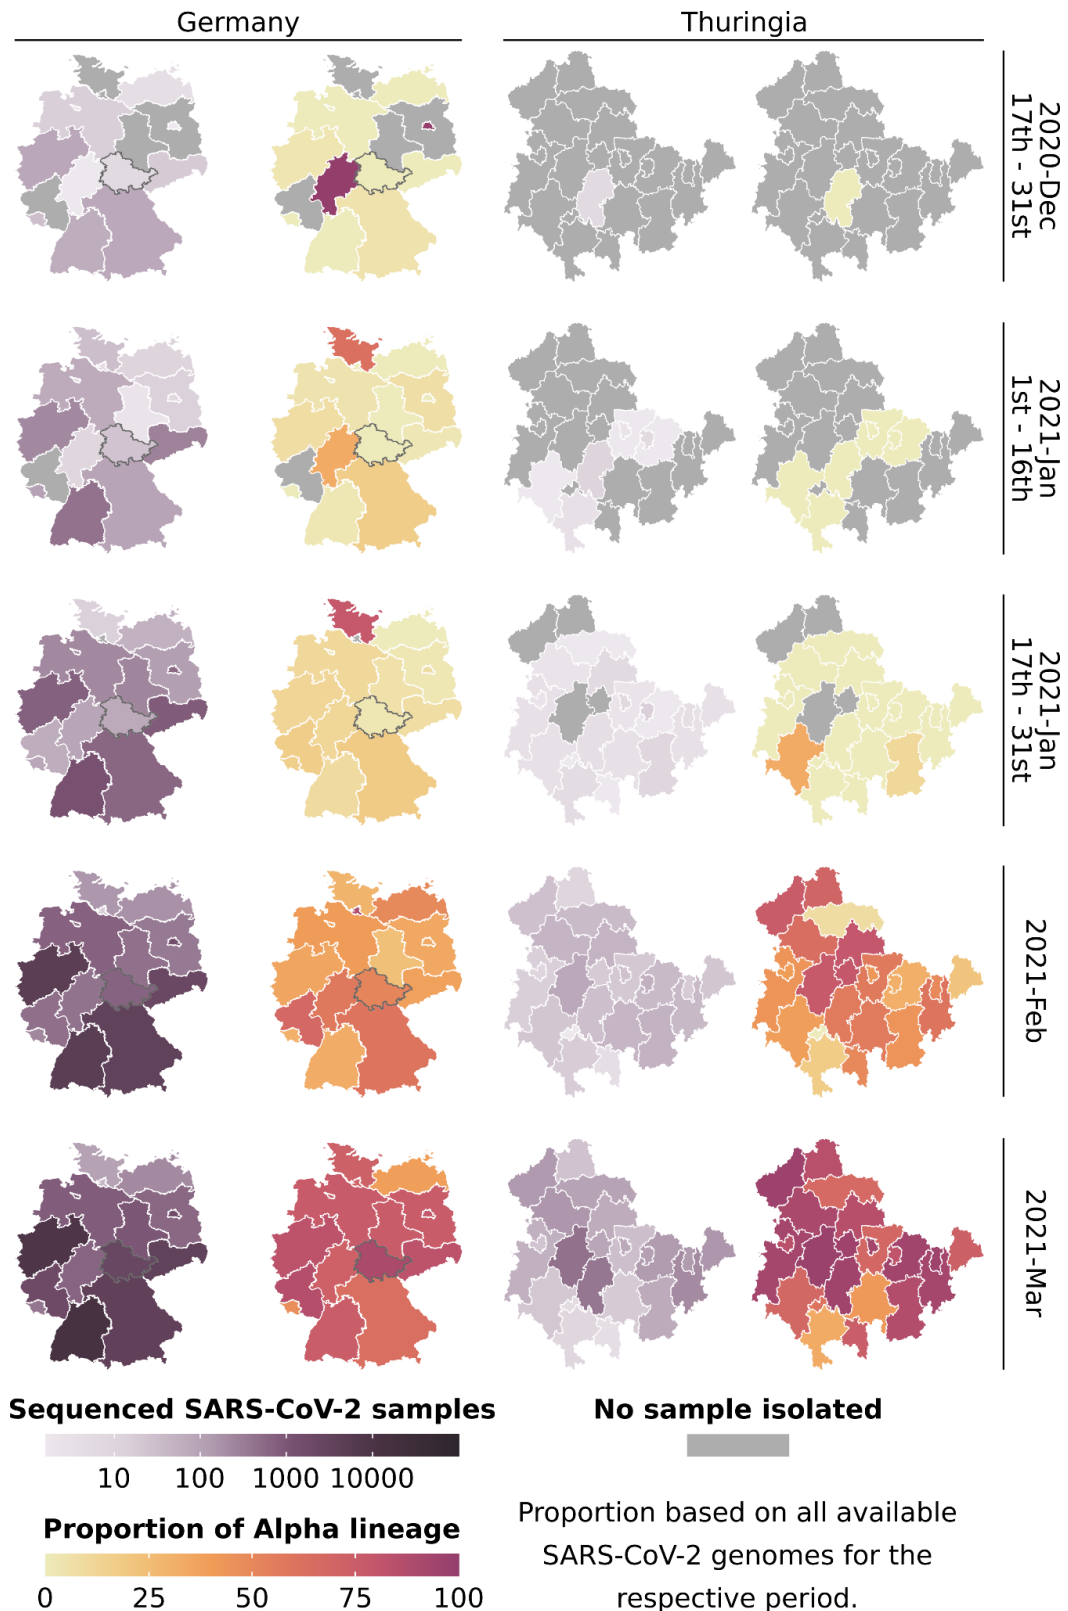 Germany
Thuringia
2020-Dec
17th - 31st
2021-Jan
1st - 16th
2021-Jan
17th - 31st
2021-Feb
2021-Mar
Sequenced SARS-CoV-2 samples
10 100 1000 10000
Proportion of Alpha lineage
0 25 50 75 100
No sample isolated
Proportion based on all available
SARS-CoV-2 genomes for the
respective period.